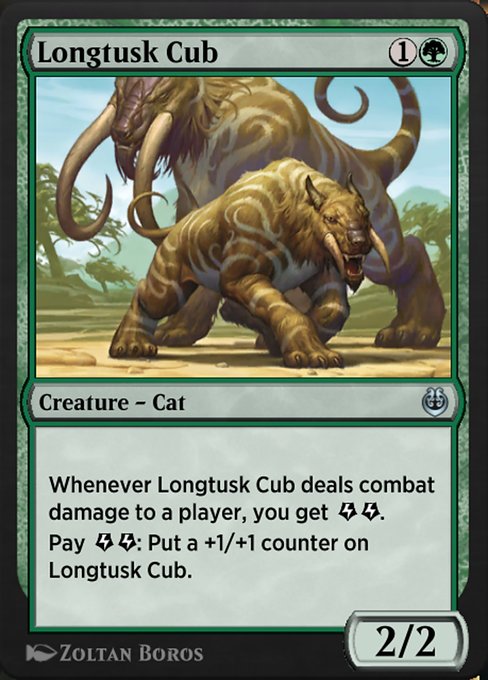 Longtusk Cub 1
Creature – Cat
Whenever Longtusk Cub deals combat
damage to a player, you get .
Pay : Put a +1/+1 counter on
Longtusk Cub.
2/2
Zoltan Boros